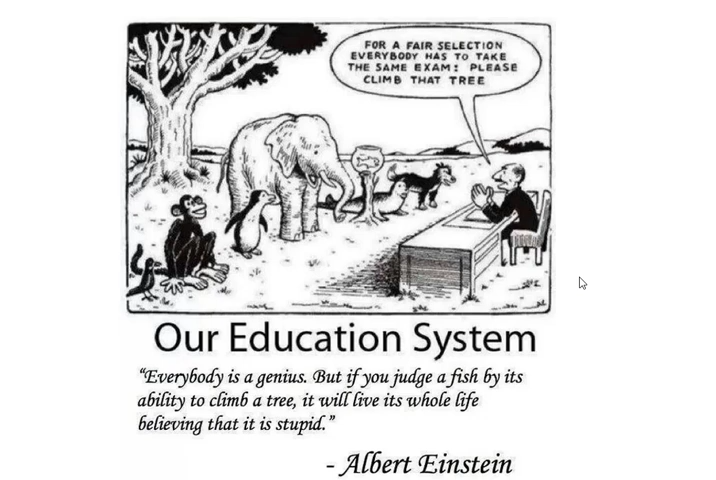 FOR A FAIR SELECTION
EVERYBODY HAS TO TAKE
THE SAME EXAM: PLEASE
CLIMB THAT TREE
Our Education System
“Everybody is a genius. But if you judge a fish by its
ability to climb a tree, it will live its whole life
believing that it is stupid.”
- Albert Einstein